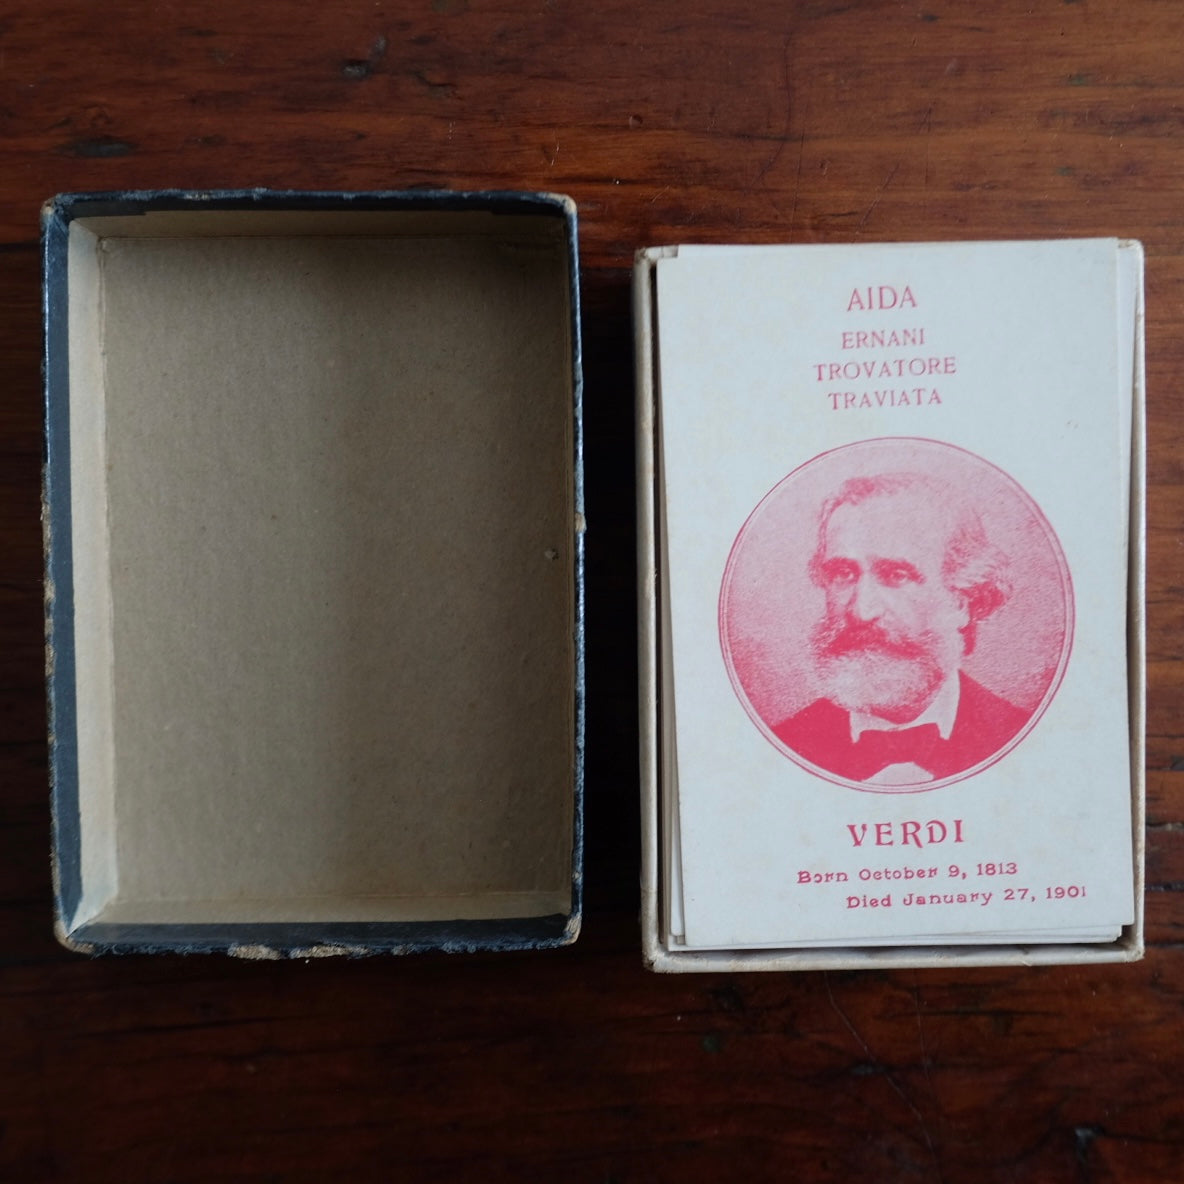 AIDA
ERNANI
TROVATORE
TRAVIATA
VERDI
Born October 9, 1813
Died January 27, 1901